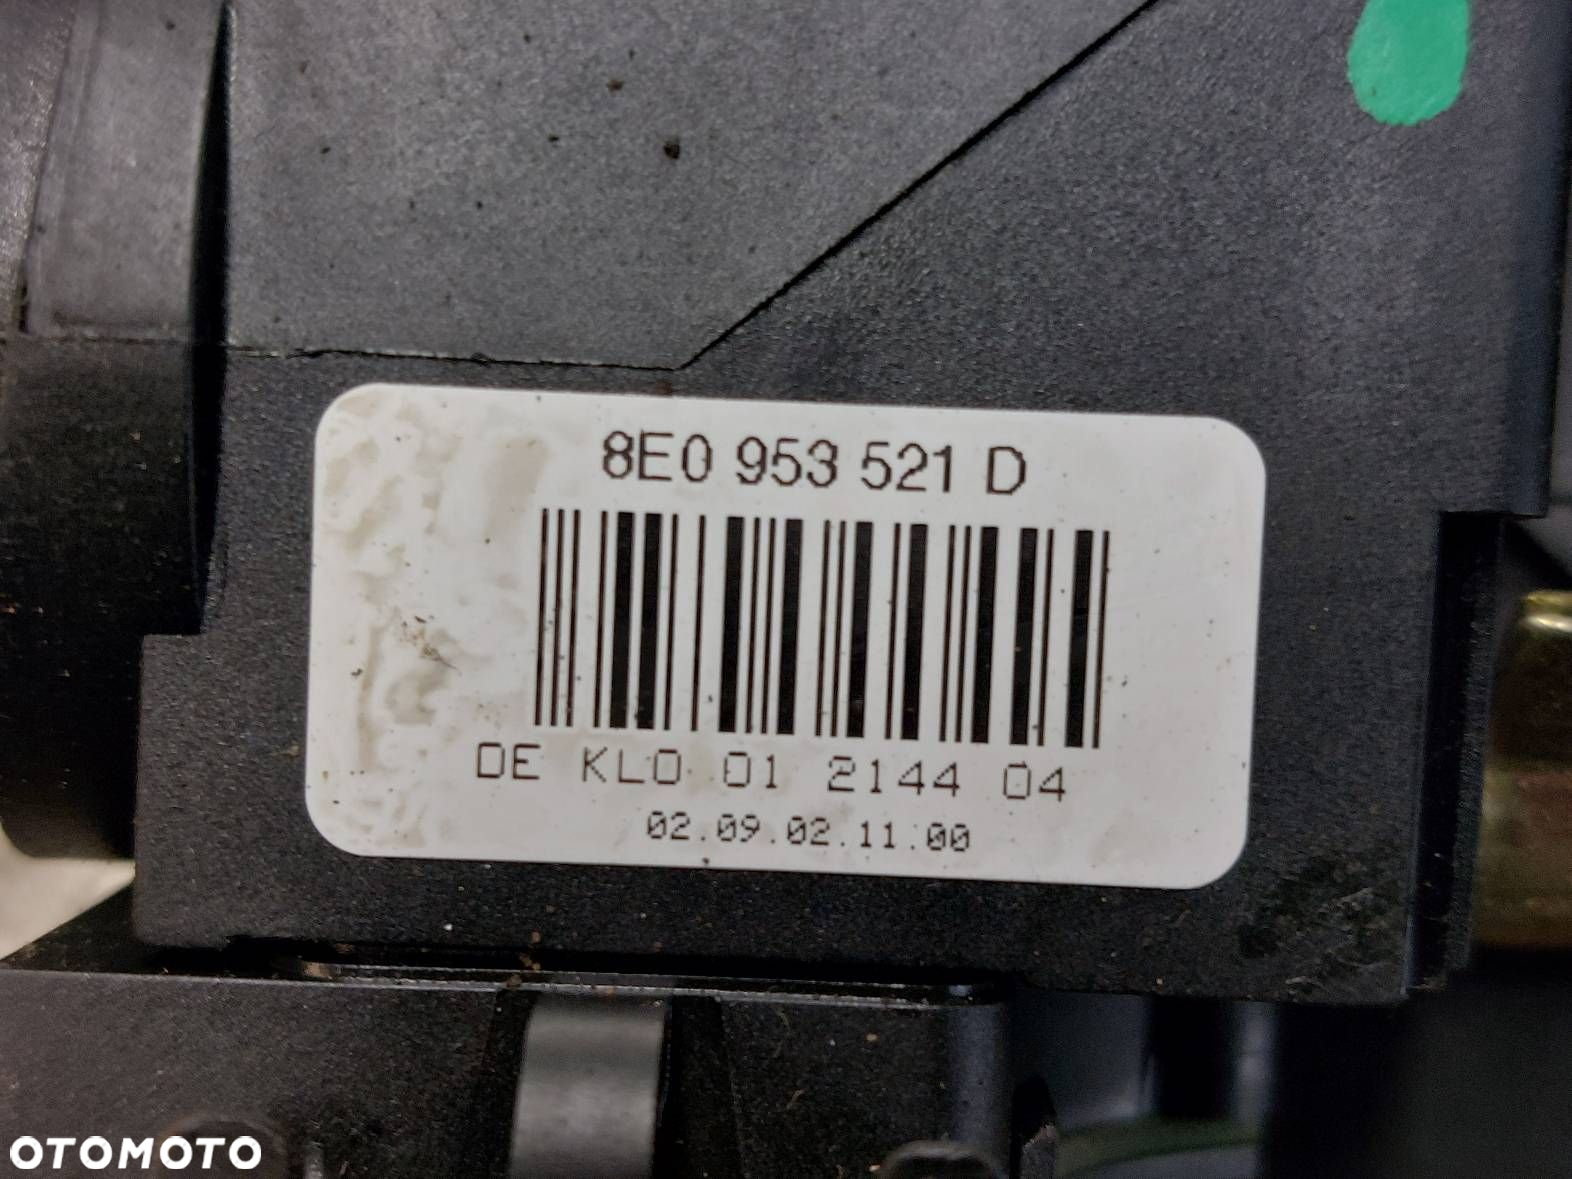 8E0 953 521 D
DE KLO 01 2144 04
02.09.02.11.00
OTOMOTO